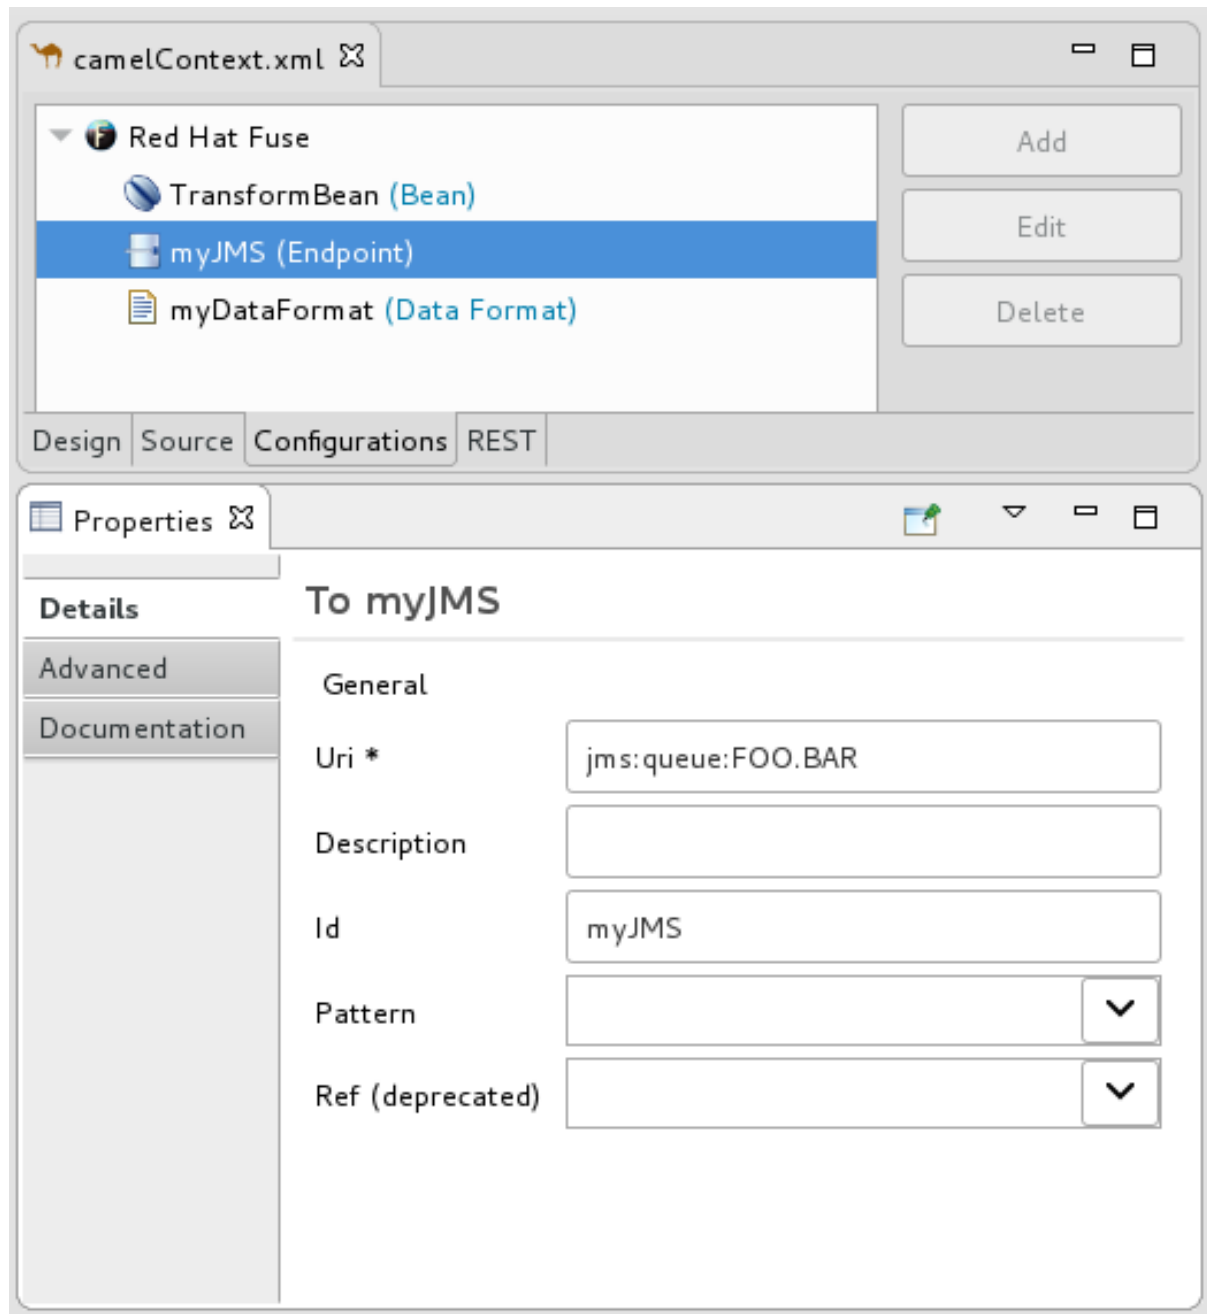 camelContext.xml
Red Hat Fuse
TransformBean (Bean)
myJMS (Endpoint)
myDataFormat (Data Format)
Add
Edit
Delete
Design Source Configurations REST
Properties
Details
Advanced
Documentation
To myJMS
General
Uri * jms:queue:FOO.BAR
Description
Id myJMS
Pattern
Ref (deprecated)